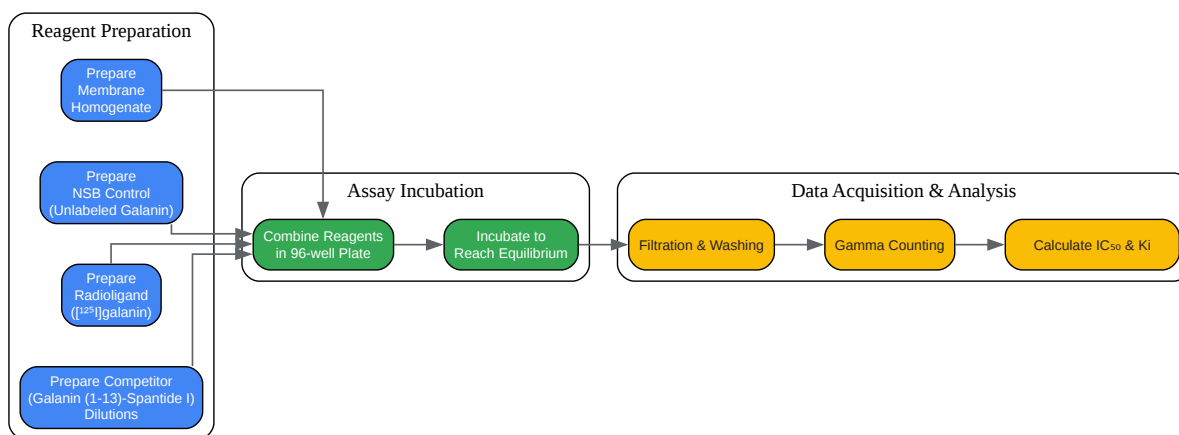 Reagent Preparation
Prepare
Membrane
Homogenate
Prepare
NSB Control
(Unlabeled Galanin)
Prepare
Radioligand
([¹²⁵I]galanin)
Prepare Competitor
(Galanin (1-13)-Spantide I)
Dilutions
Assay Incubation
Combine Reagents
in 96-well Plate
Incubate to
Reach Equilibrium
Data Acquisition & Analysis
Filtration & Washing
Gamma Counting
Calculate IC₅₀ & Ki